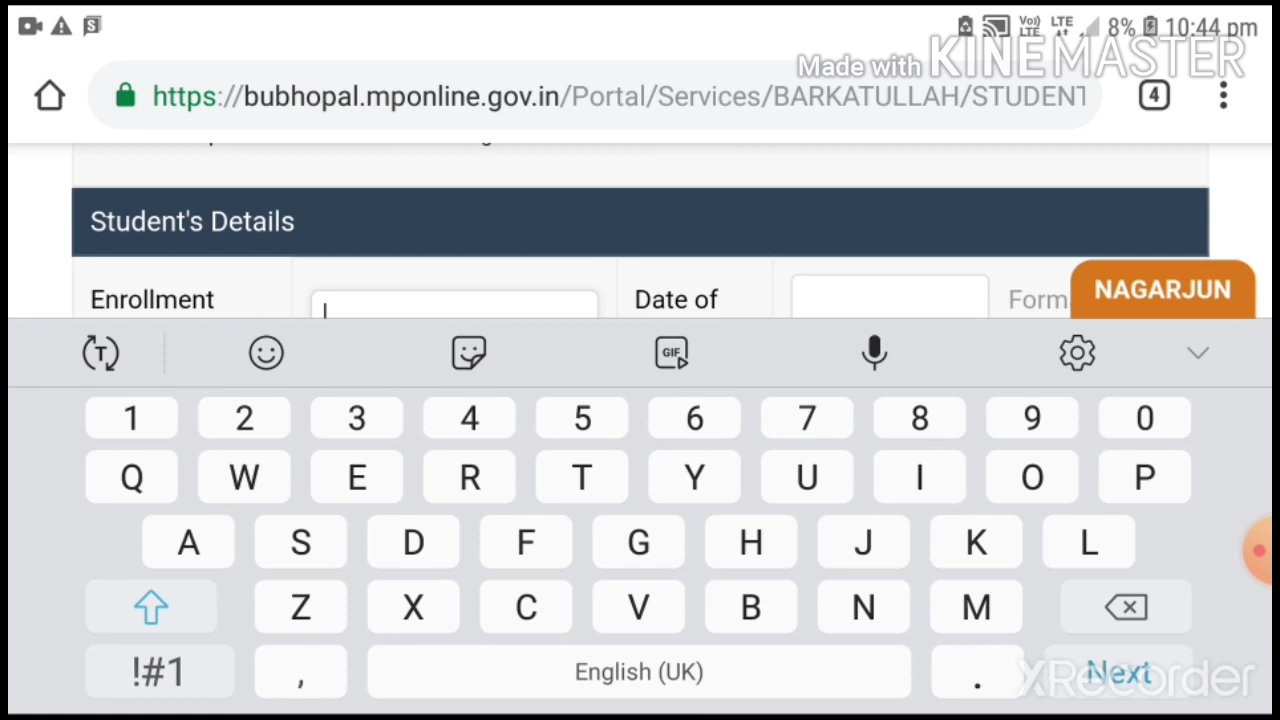 8% 10:44 pm
Made with KINEMASTER
https://bubhopal.mponline.gov.in/Portal/Services/BARKATULLAH/STUDENT
4
Student's Details
Enrollment
Date of
Form
NAGARJUN
GIF
1 2 3 4 5 6 7 8 9 0
Q W E R T Y U I O P
A S D F G H J K L
Z X C V B N M
!#1 , English (UK) . Next
XRecorder